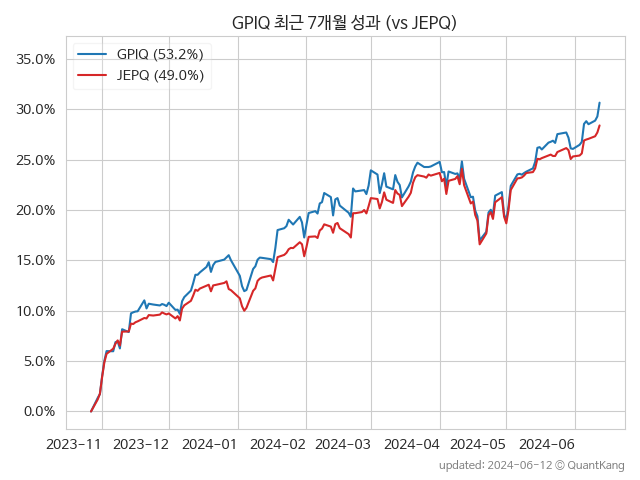 GPIQ 최근 7개월 성과 (vs JEPQ)
GPIQ (53.2%)
JEPQ (49.0%)
35.0%
30.0%
25.0%
20.0%
15.0%
10.0%
5.0%
0.0%
2023-11 2023-12 2024-01 2024-02 2024-03 2024-04 2024-05 2024-06
updated: 2024-06-12 © QuantKang